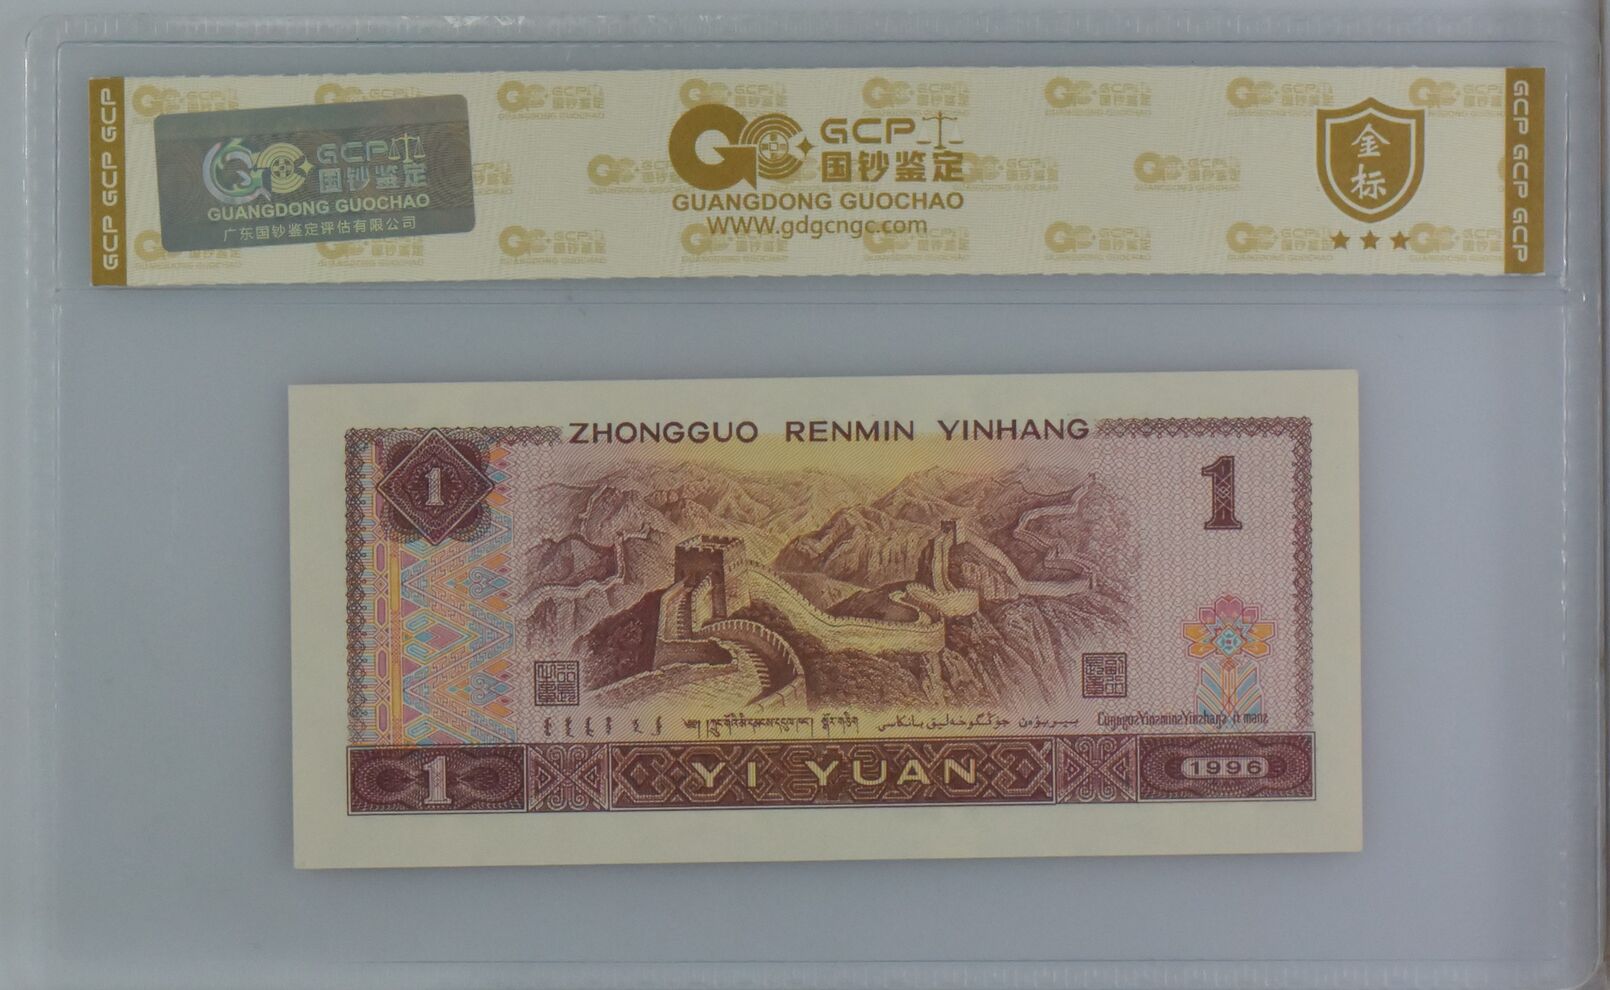 GCP GCP GCP
GCP
国钞鉴定
GUANGDONG GUOCHAO
广东国钞鉴定评估有限公司
GCP
国钞鉴定
GUANGDONG GUOCHAO
WWW.gdgcngc.com
金标
GCP GCP GCP
ZHONGGUO RENMIN YINHANG
1
1
1
YI YUAN
1996